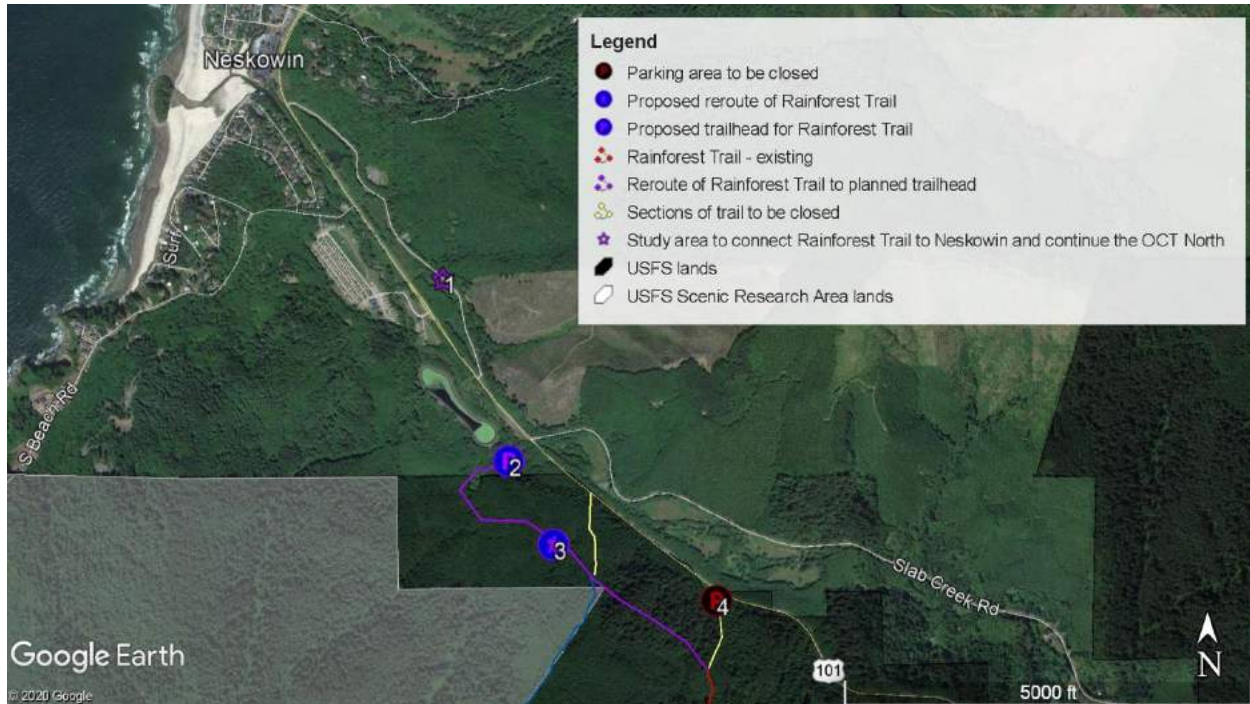 Neskowin
Legend
Parking area to be closed
Proposed reroute of Rainforest Trail
Proposed trailhead for Rainforest Trail
Rainforest Trail - existing
Reroute of Rainforest Trail to planned trailhead
Sections of trail to be closed
Study area to connect Rainforest Trail to Neskowin and continue the OCT North
USFS lands
USFS Scenic Research Area lands
Surf
1
S Beach Rd
P
2
3
Slab Creek Rd
P
4
Google Earth
N
101
5000 ft
© 2020 Google